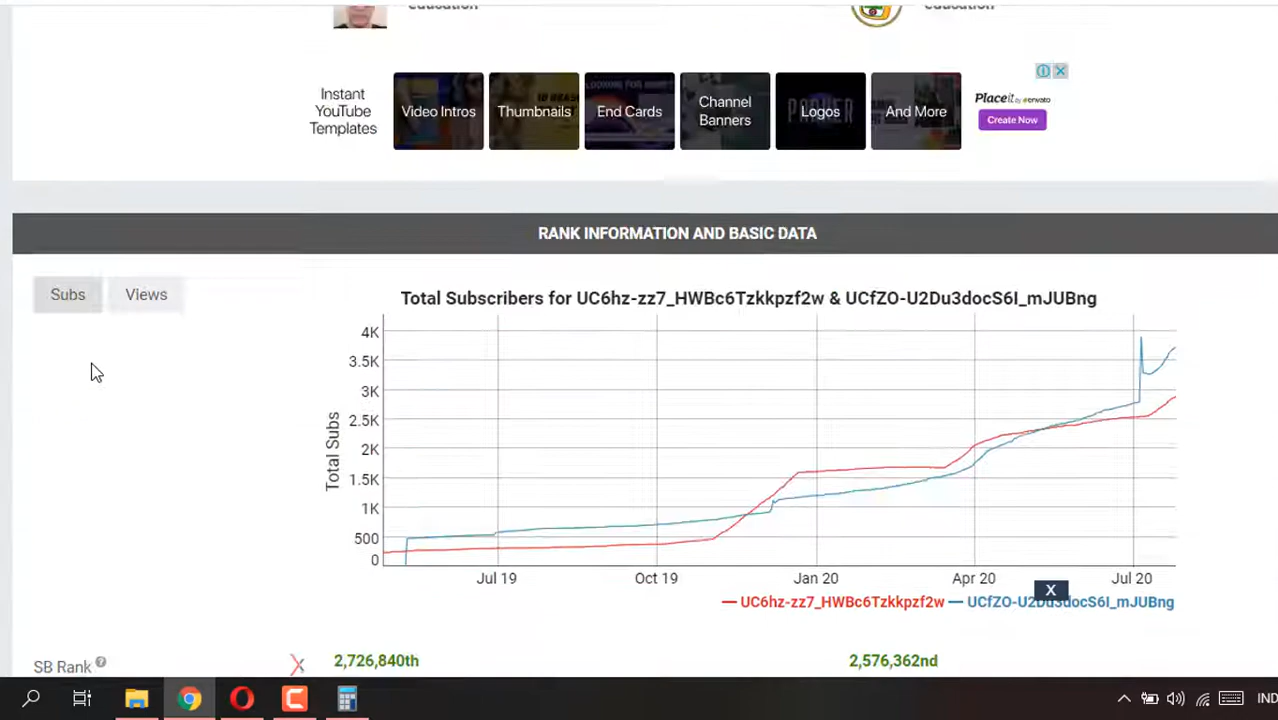 education
education
Instant
YouTube
Templates
Video Intros
Thumbnails
End Cards
Channel
Banners
Logos
And More
Placeit by envato
Create Now
RANK INFORMATION AND BASIC DATA
Subs
Views
Total Subscribers for UC6hz-zz7_HWBc6Tzkkpzf2w & UCfZO-U2Du3docS6I_mJUBng
Total Subs
4K
3.5K
3K
2.5K
2K
1.5K
1K
500
0
Jul 19
Oct 19
Jan 20
Apr 20
Jul 20
X
UC6hz-zz7_HWBc6Tzkkpzf2w
UCfZO-U2Du3docS6I_mJUBng
SB Rank
2,726,840th
2,576,362nd
IND